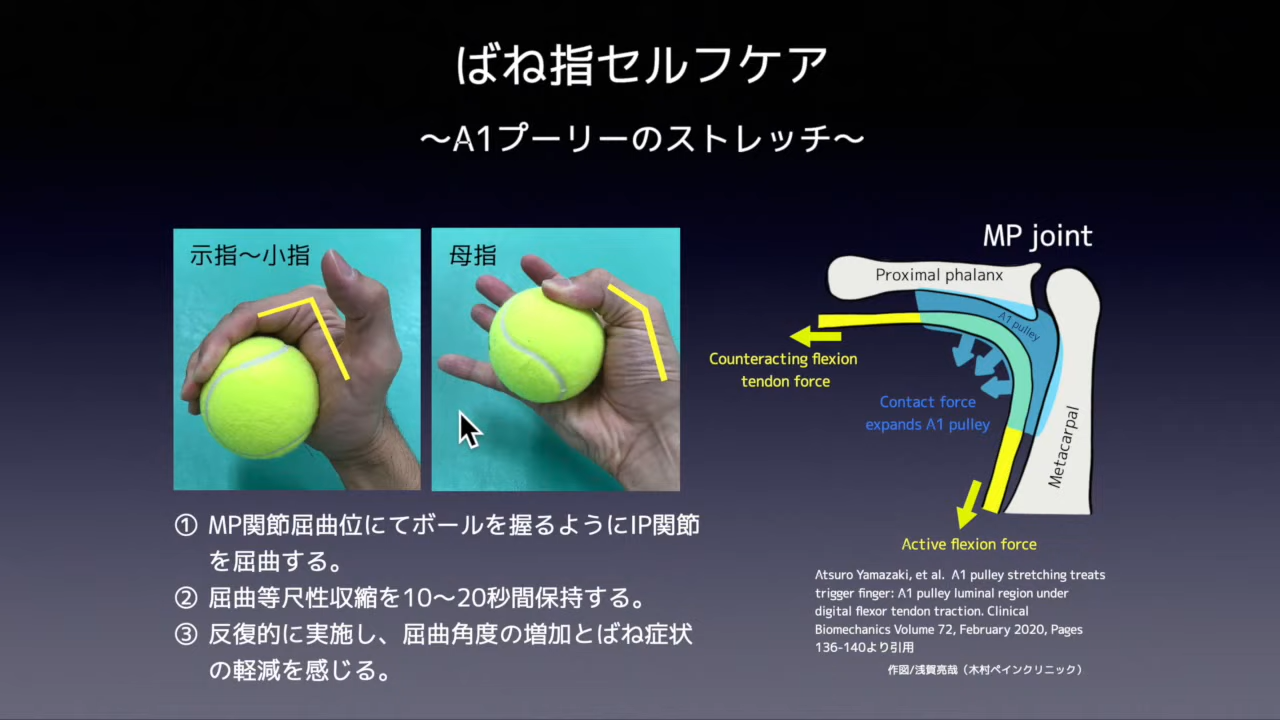 ばね指セルフケア
〜A1プーリーのストレッチ〜
示指〜小指
母指
① MP関節屈曲位にてボールを握るようにIP関節
を屈曲する。
② 屈曲等尺性収縮を10〜20秒間保持する。
③ 反復的に実施し、屈曲角度の増加とばね症状
の軽減を感じる。
MP joint
Proximal phalanx
A1 pulley
Counteracting flexion
tendon force
Contact force
expands A1 pulley
Metacarpal
Active flexion force
Atsuro Yamazaki, et al. A1 pulley stretching treats
trigger finger: A1 pulley luminal region under
digital flexor tendon traction. Clinical
Biomechanics Volume 72, February 2020, Pages
136-140より引用
作図/浅賀亮哉（木村ペインクリニック）